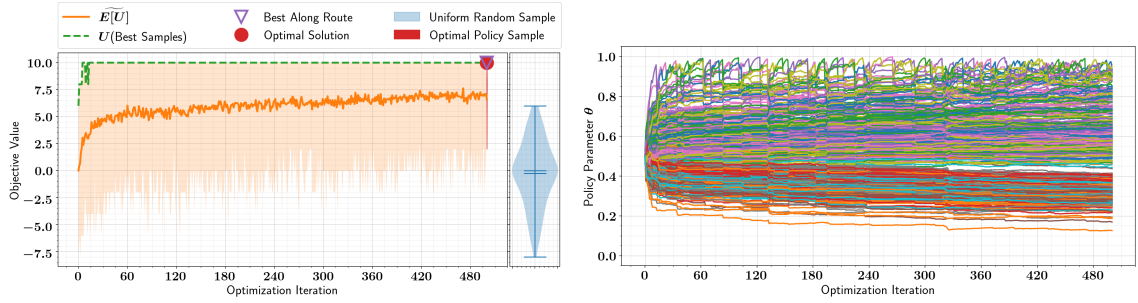 E[U]
U(Best Samples)
Best Along Route
Optimal Solution
Uniform Random Sample
Optimal Policy Sample
Objective Value
10.0
7.5
5.0
2.5
0.0
−2.5
−5.0
−7.5
0 60 120 180 240 300 360 420 480
Optimization Iteration
Policy Parameter θ
1.0
0.8
0.6
0.4
0.2
0.0
0 60 120 180 240 300 360 420 480
Optimization Iteration